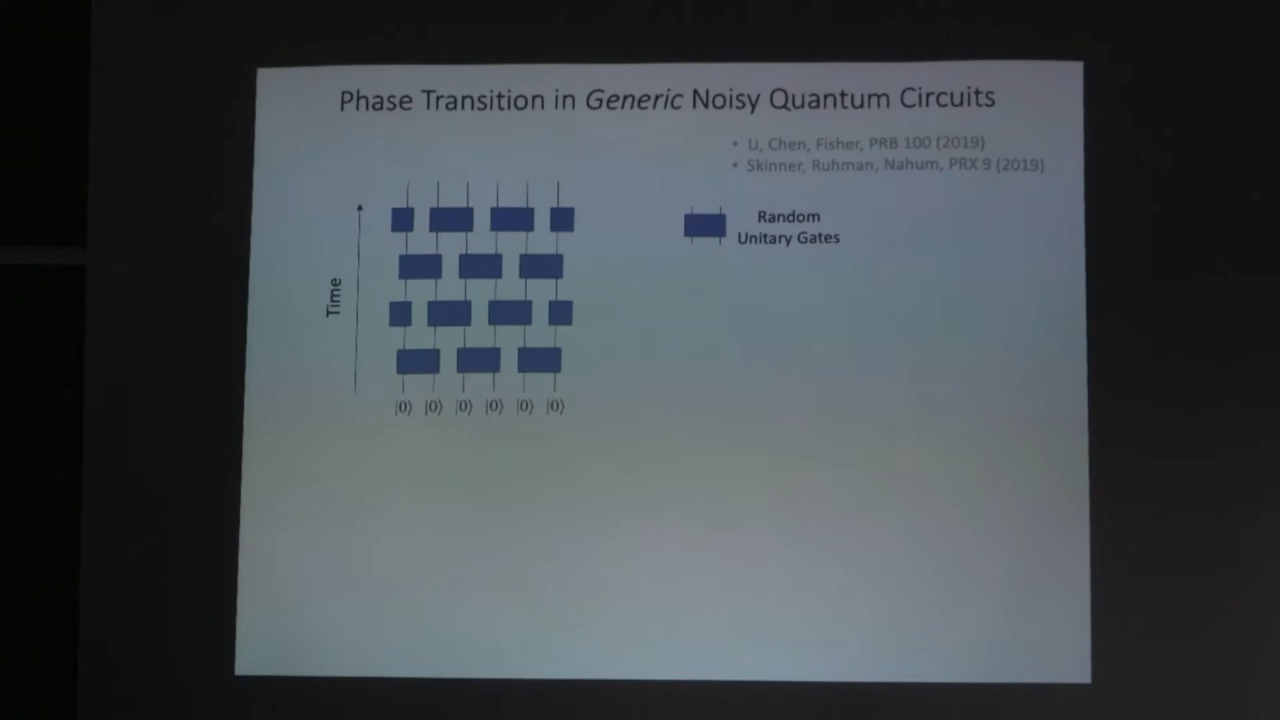 Phase Transition in Generic Noisy Quantum Circuits
• Li, Chen, Fisher, PRB 100 (2019)
• Skinner, Ruhman, Nahum, PRX 9 (2019)
Random
Unitary Gates
Time
|0⟩ |0⟩ |0⟩ |0⟩ |0⟩ |0⟩